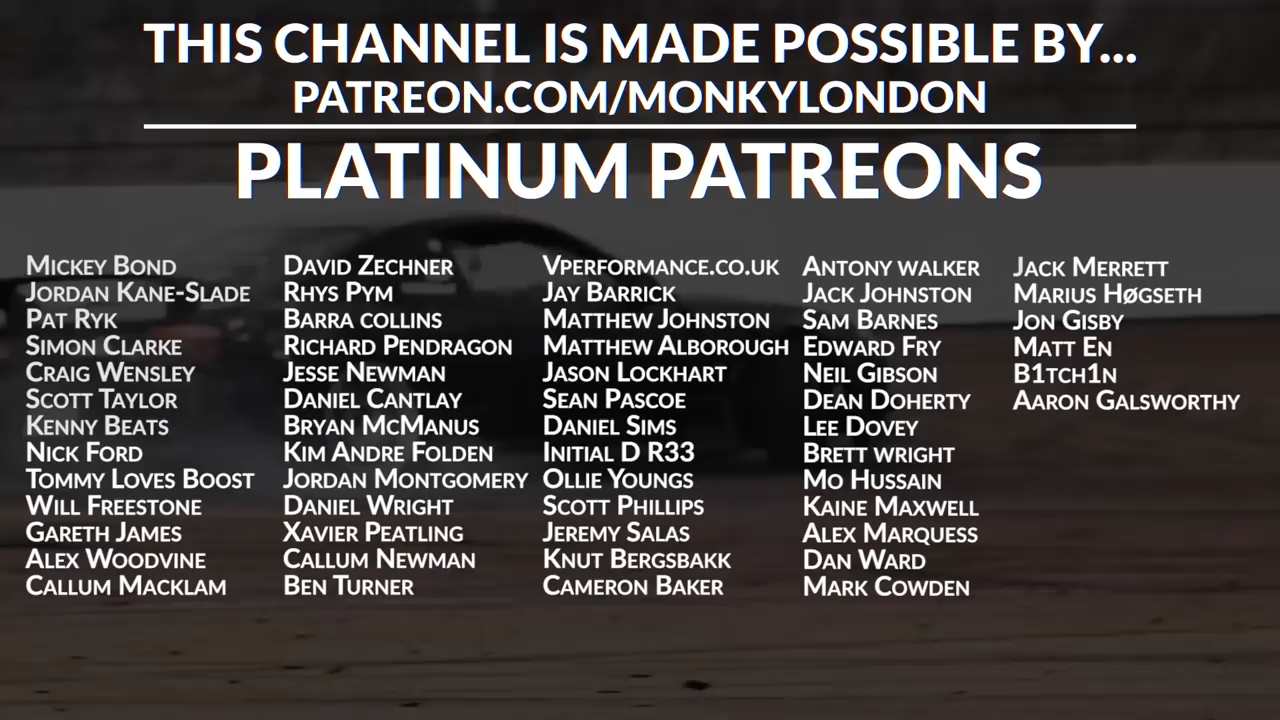 THIS CHANNEL IS MADE POSSIBLE BY...
PATREON.COM/MONKYLONDON
PLATINUM PATREONS
MICKEY BOND
JORDAN KANE-SLADE
PAT RYK
SIMON CLARKE
CRAIG WENSLEY
SCOTT TAYLOR
KENNY BEATS
NICK FORD
TOMMY LOVES BOOST
WILL FREESTONE
GARETH JAMES
ALEX WOODVINE
CALLUM MACKLAM
DAVID ZECHNER
RHYS PYM
BARRA COLLINS
RICHARD PENDRAGON
JESSE NEWMAN
DANIEL CANTLAY
BRYAN MCMANUS
KIM ANDRE FOLDEN
JORDAN MONTGOMERY
DANIEL WRIGHT
XAVIER PEATLING
CALLUM NEWMAN
BEN TURNER
VPERFORMANCE.CO.UK
JAY BARRICK
MATTHEW JOHNSTON
MATTHEW ALBOROUGH
JASON LOCKHART
SEAN PASCOE
DANIEL SIMS
INITIAL D R33
OLLIE YOUNGS
SCOTT PHILLIPS
JEREMY SALAS
KNUT BERGSBAKK
CAMERON BAKER
ANTONY WALKER
JACK JOHNSTON
SAM BARNES
EDWARD FRY
NEIL GIBSON
DEAN DOHERTY
LEE DOVEY
BRETT WRIGHT
MO HUSSAIN
KAINE MAXWELL
ALEX MARQUESS
DAN WARD
MARK COWDEN
JACK MERRETT
MARIUS HØGSETH
JON GISBY
MATT EN
B1TCH1N
AARON GALSWORTHY